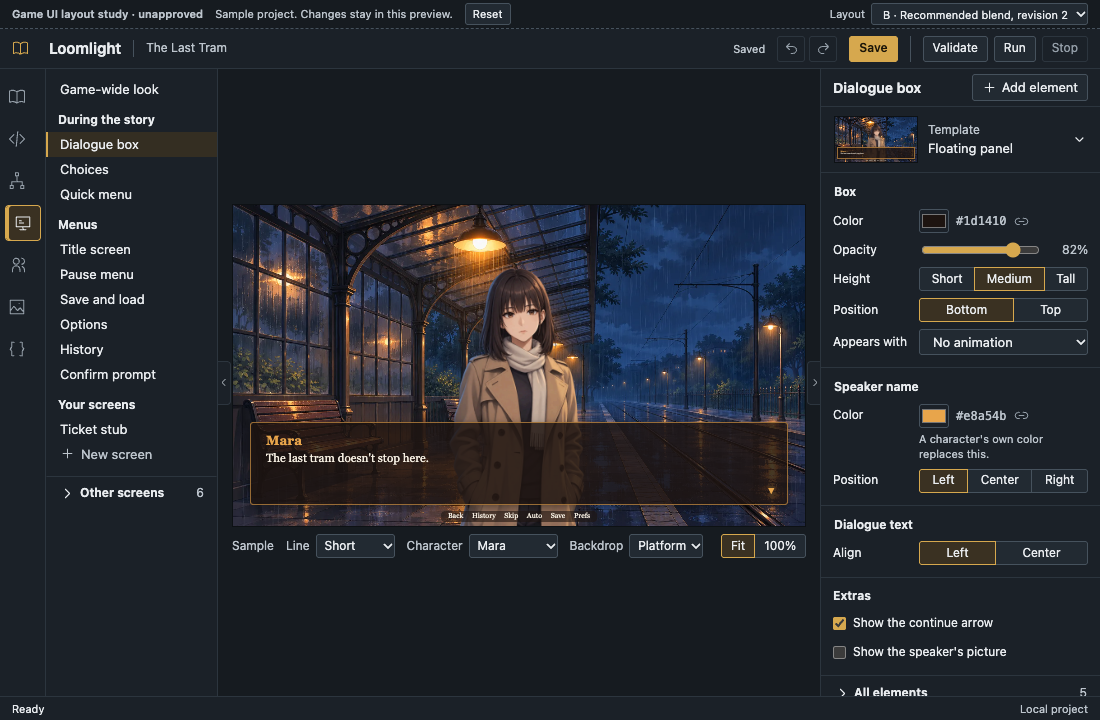 Game UI layout study · unapproved Sample project. Changes stay in this preview. Reset Layout B · Recommended blend, revision 2
Loomlight The Last Tram Saved Save Validate Run Stop
Game-wide look
During the story
Dialogue box
Choices
Quick menu
Menus
Title screen
Pause menu
Save and load
Options
History
Confirm prompt
Your screens
Ticket stub
+ New screen
Other screens 6
Mara
The last tram doesn't stop here.
Back History Skip Auto Save Prefs
Sample Line Short Character Mara Backdrop Platform Fit 100%
Dialogue box + Add element
Template
Floating panel
Box
Color #1d1410
Opacity 82%
Height Short Medium Tall
Position Bottom Top
Appears with No animation
Speaker name
Color #e8a54b
A character's own color
replaces this.
Position Left Center Right
Dialogue text
Align Left Center
Extras
Show the continue arrow
Show the speaker's picture
All elements 5
Ready Local project